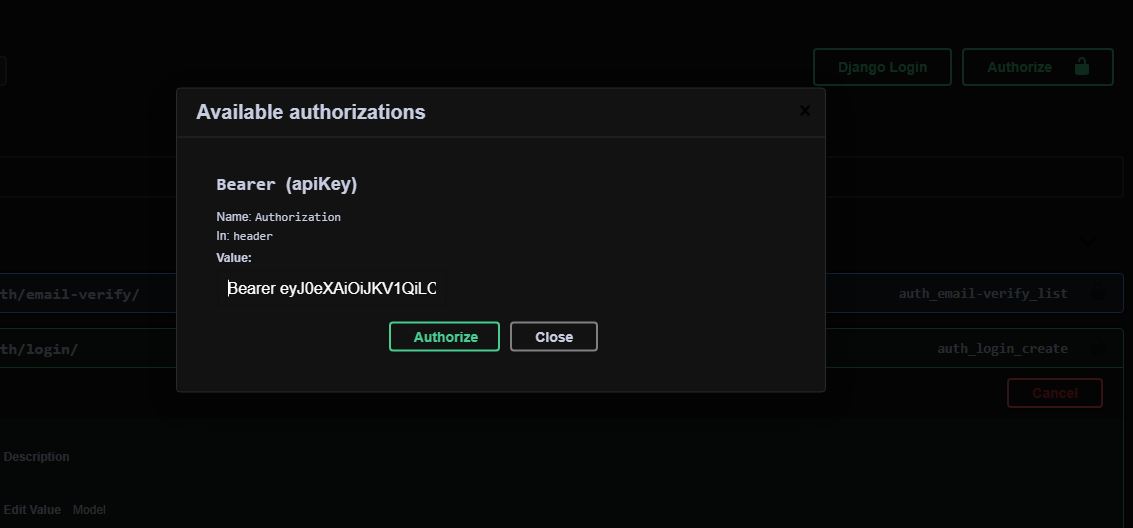 Django Login Authorize
Available authorizations ×
Bearer (apiKey)
Name: Authorization
In: header
Value:
th/email-verify/ auth_email-verify_list
Bearer eyJ0eXAiOiJKV1QiLC
Authorize Close
th/login/ auth_login_create
Cancel
Description
Edit Value Model